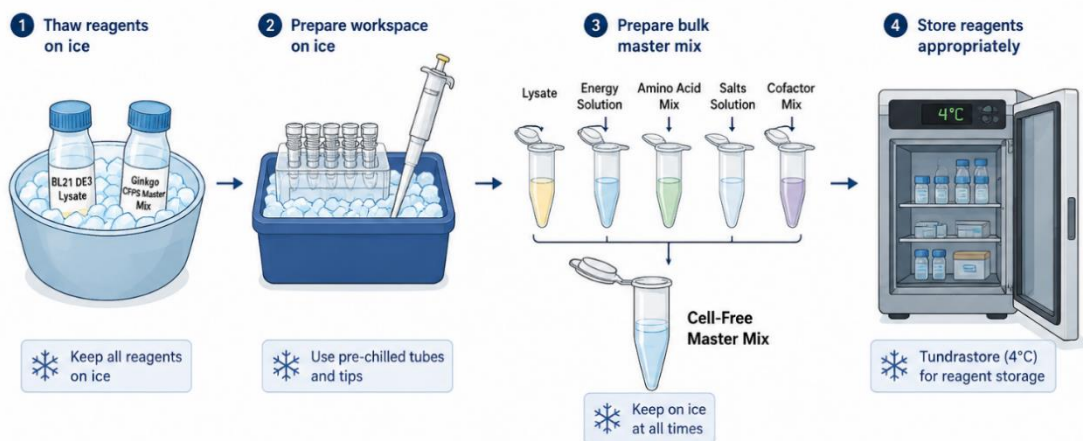 1 Thaw reagents
on ice
BL21 DE3
Lysate
Ginkgo
CFPS Master
Mix
Keep all reagents
on ice
2 Prepare workspace
on ice
Use pre-chilled tubes
and tips
3 Prepare bulk
master mix
Lysate
Energy
Solution
Amino Acid
Mix
Salts
Solution
Cofactor
Mix
Cell-Free
Master Mix
Keep on ice
at all times
4 Store reagents
appropriately
4°C
Tundrastore (4°C)
for reagent storage